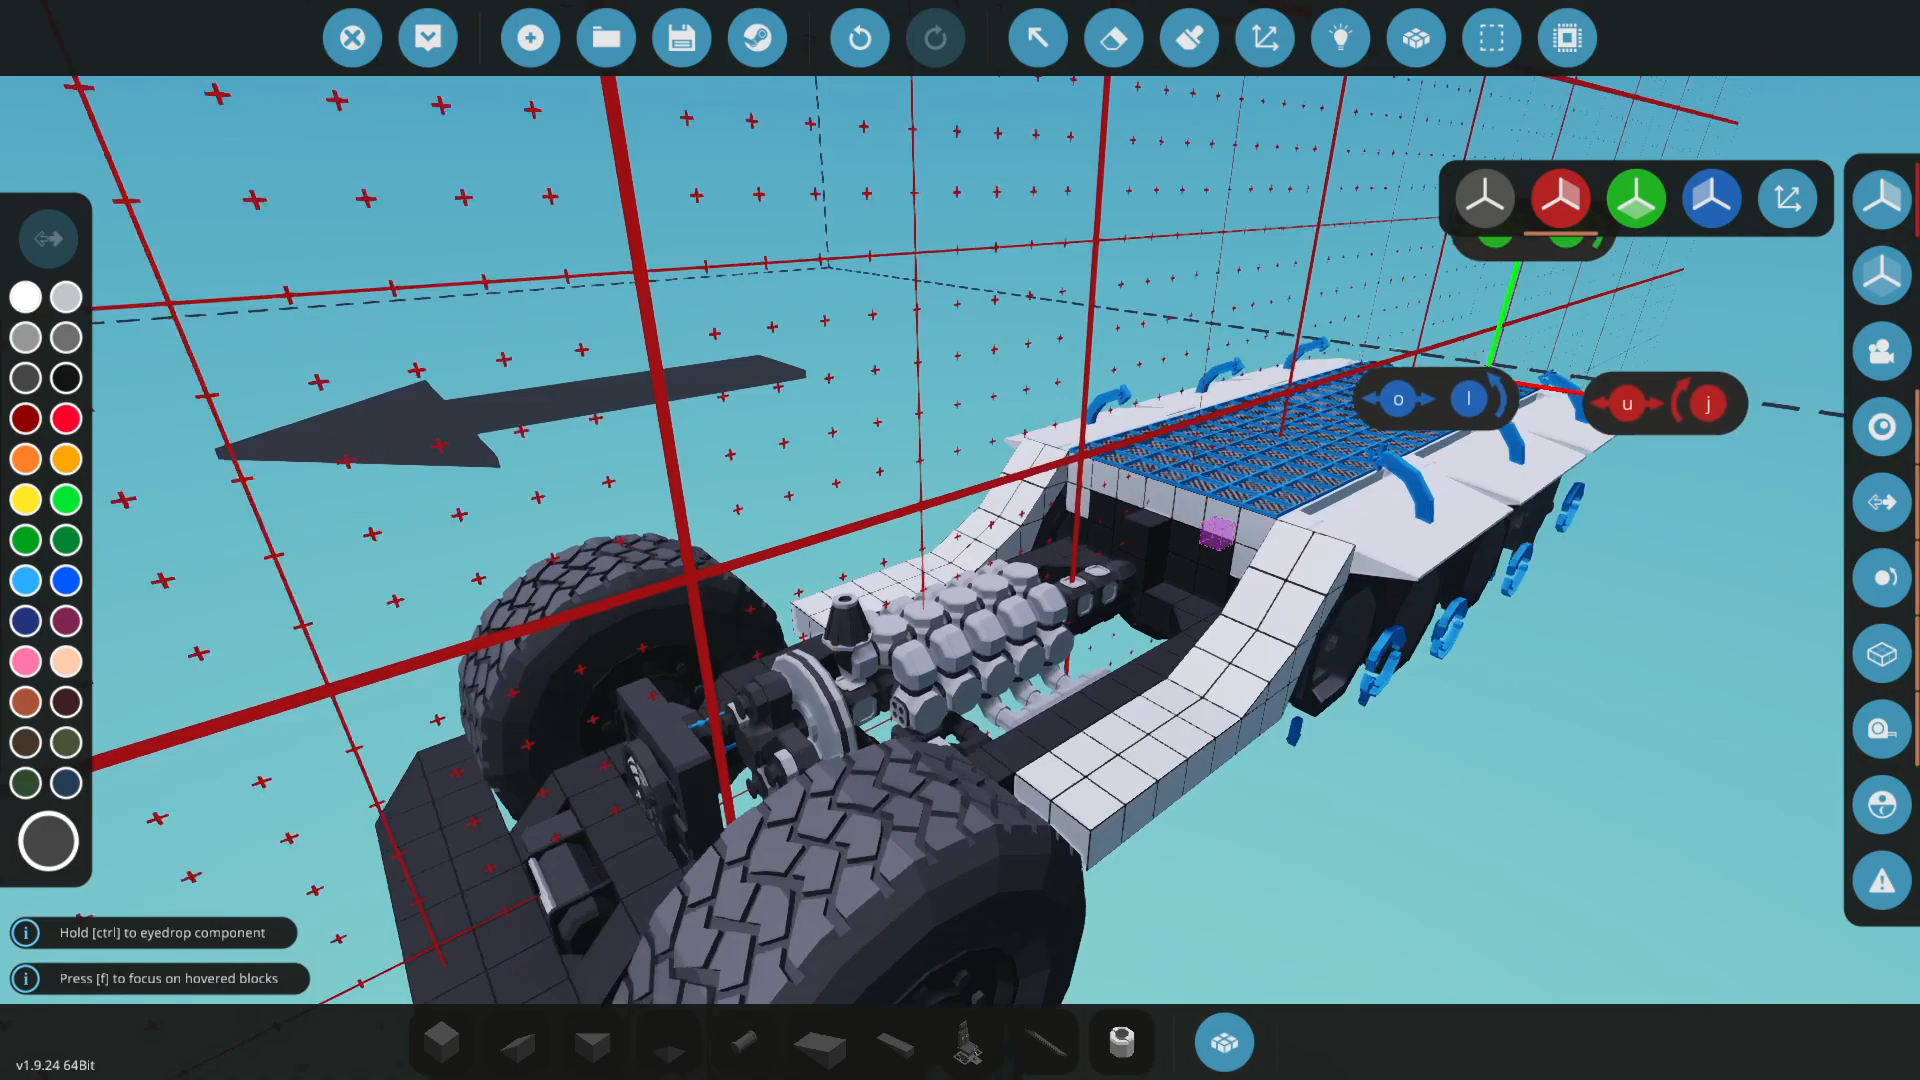 o
l
u
j
Hold [ctrl] to eyedrop component
Press [f] to focus on hovered blocks
v1.9.24 64Bit